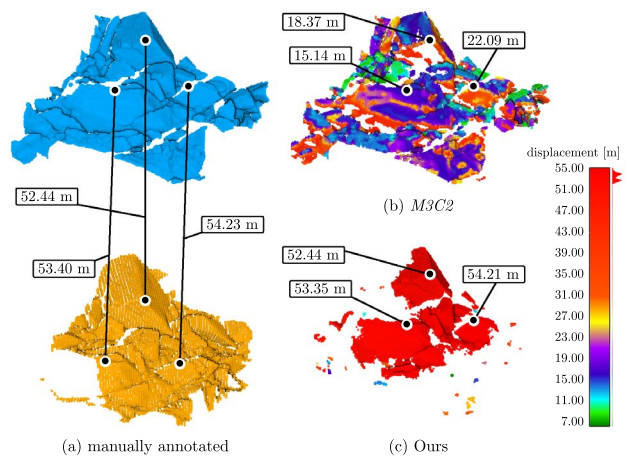 18.37 m
15.14 m
22.09 m
52.44 m
54.23 m
53.40 m
(a) manually annotated
(b) M3C2
52.44 m
53.35 m
54.21 m
(c) Ours
displacement [m]
55.00
51.00
47.00
43.00
39.00
35.00
31.00
27.00
23.00
19.00
15.00
11.00
7.00